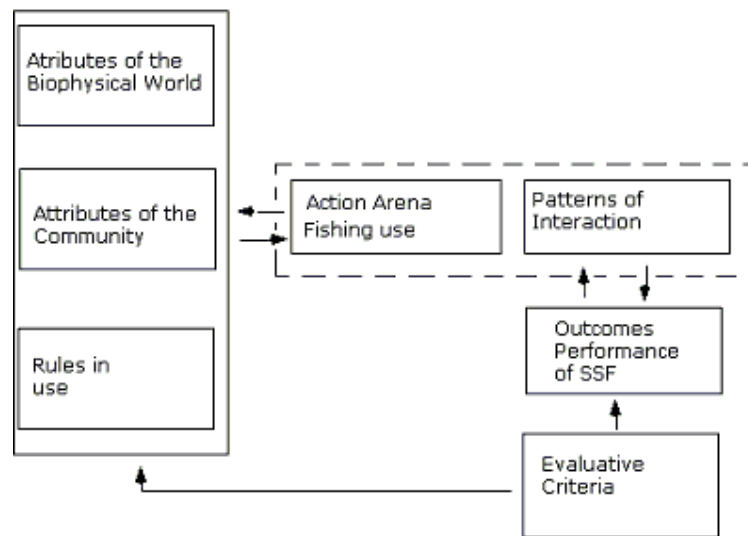 Atributes of the
Biophysical World
Attributes of the
Community
Rules in
use
Action Arena
Fishing use
Patterns of
Interaction
Outcomes
Performance
of SSF
Evaluative
Criteria